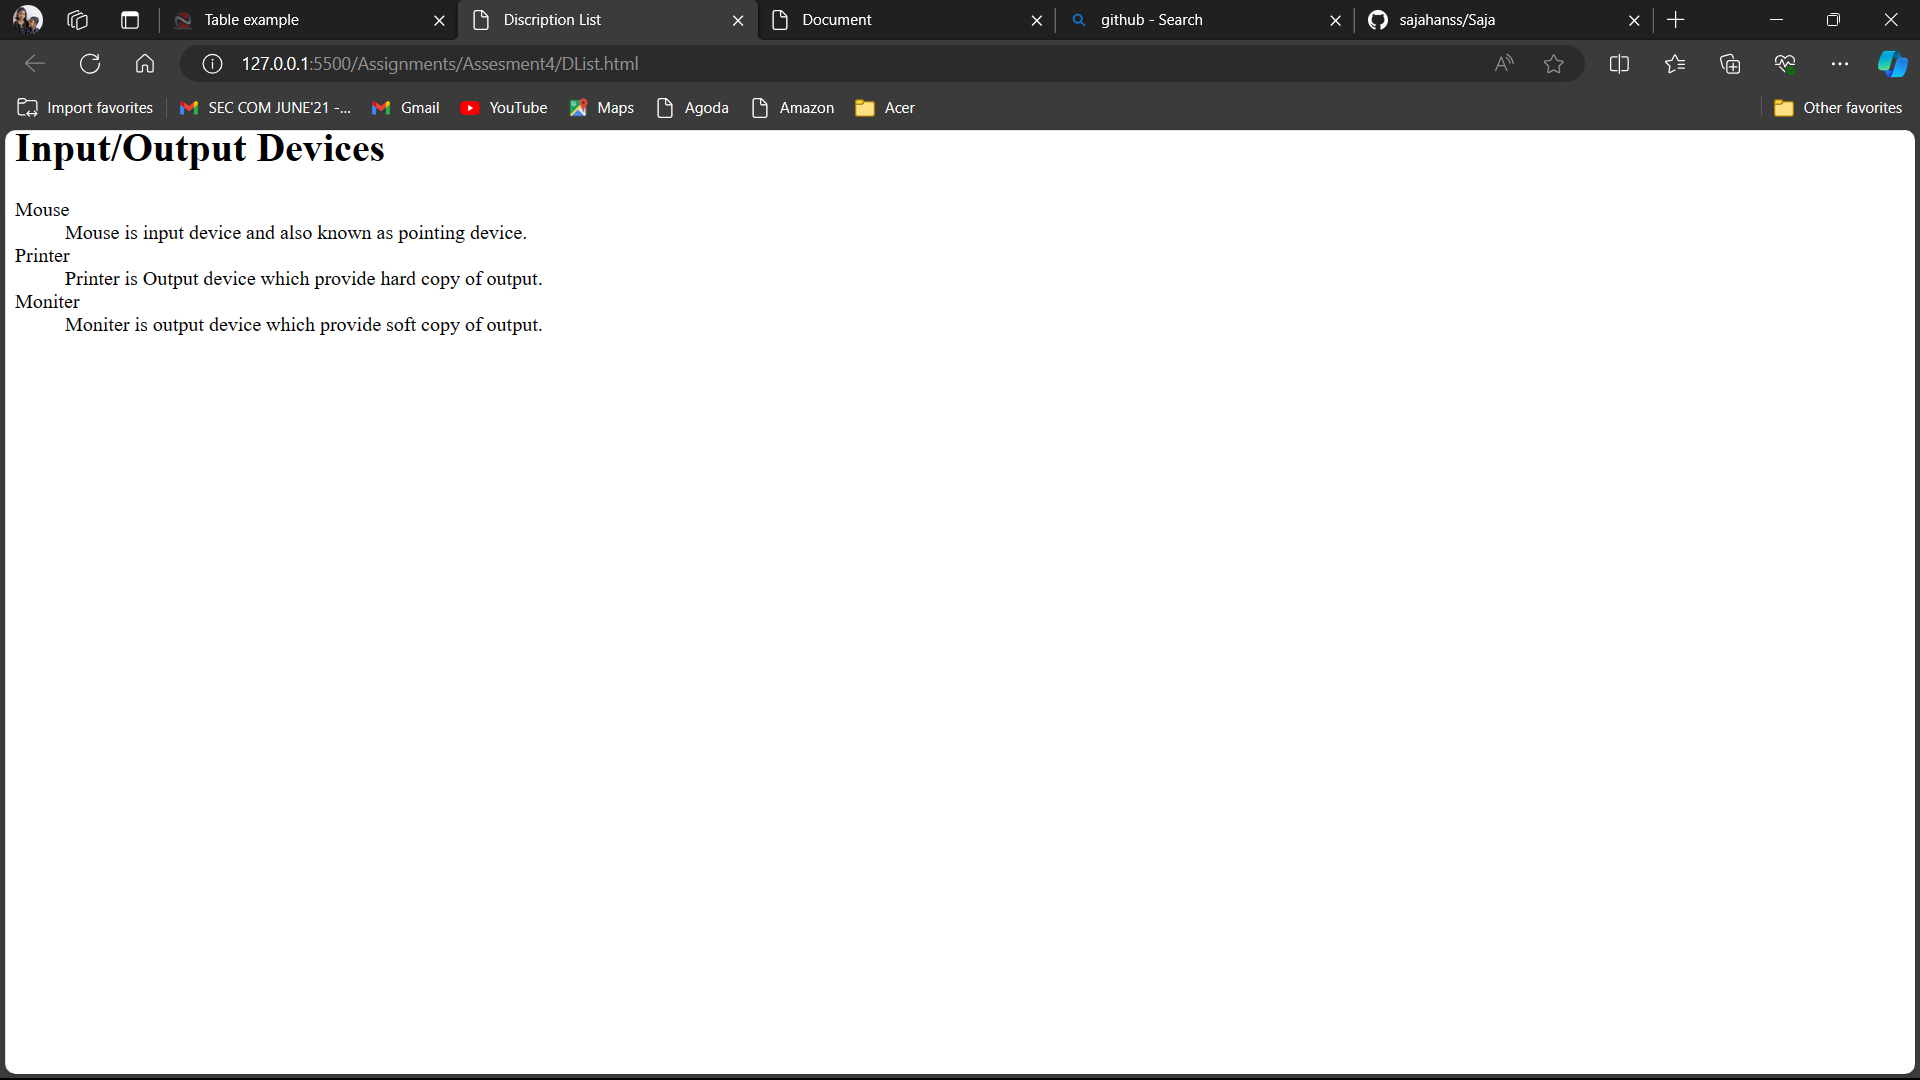 Table example
Discription List
Document
github - Search
sajahanss/Saja
127.0.0.1:5500/Assignments/Assesment4/DList.html
Import favorites
SEC COM JUNE'21 -...
Gmail
YouTube
Maps
Agoda
Amazon
Acer
Other favorites
Input/Output Devices
Mouse
Mouse is input device and also known as pointing device.
Printer
Printer is Output device which provide hard copy of output.
Moniter
Moniter is output device which provide soft copy of output.